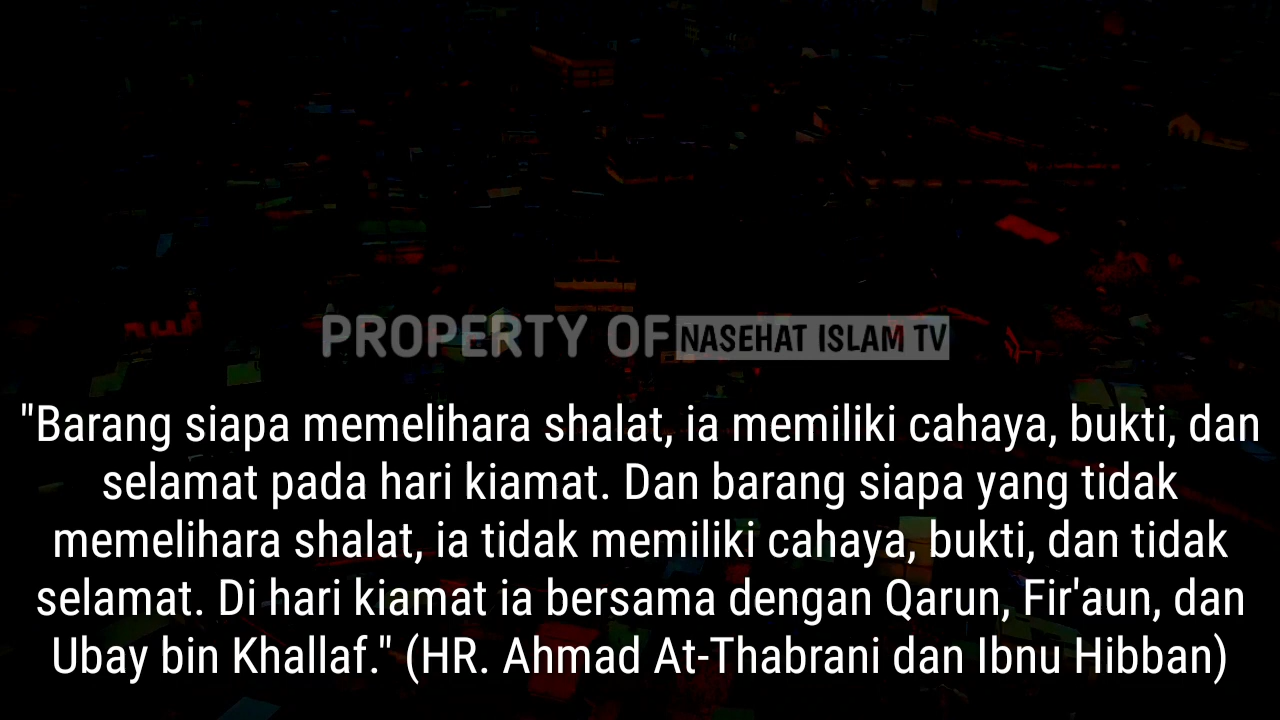 PROPERTY OF NASEHAT ISLAM TV
"Barang siapa memelihara shalat, ia memiliki cahaya, bukti, dan
selamat pada hari kiamat. Dan barang siapa yang tidak
memelihara shalat, ia tidak memiliki cahaya, bukti, dan tidak
selamat. Di hari kiamat ia bersama dengan Qarun, Fir'aun, dan
Ubay bin Khallaf." (HR. Ahmad At-Thabrani dan Ibnu Hibban)